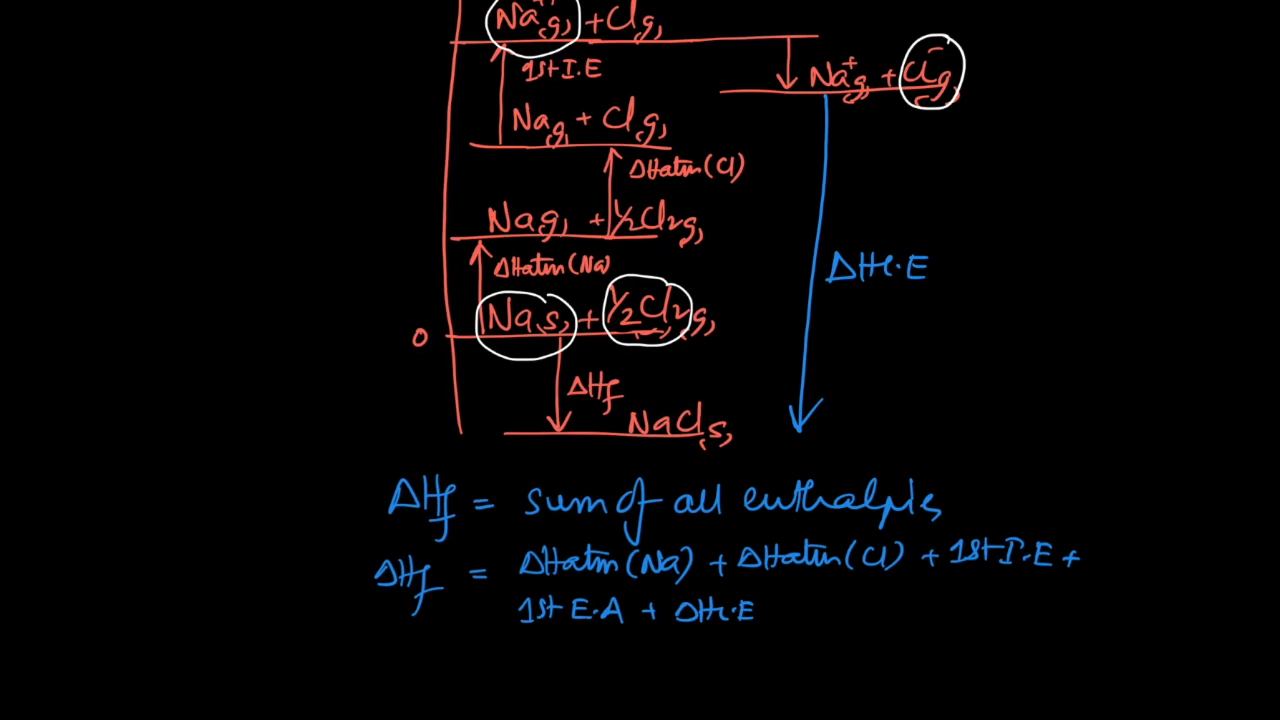 Na⁺(g) + Cl(g)
1st I.E
Na⁺(g) + Cl⁻(g)
Na(g) + Cl(g)
ΔHatm(Cl)
Na(g) + 1/2Cl2(g)
ΔHatm(Na)
Na(s) + 1/2Cl2(g)
0
ΔHL.E
ΔHf
NaCl(s)
ΔHf = sum of all enthalpies
ΔHf = ΔHatm(Na) + ΔHatm(Cl) + 1st I.E +
1st E.A + ΔHL.E